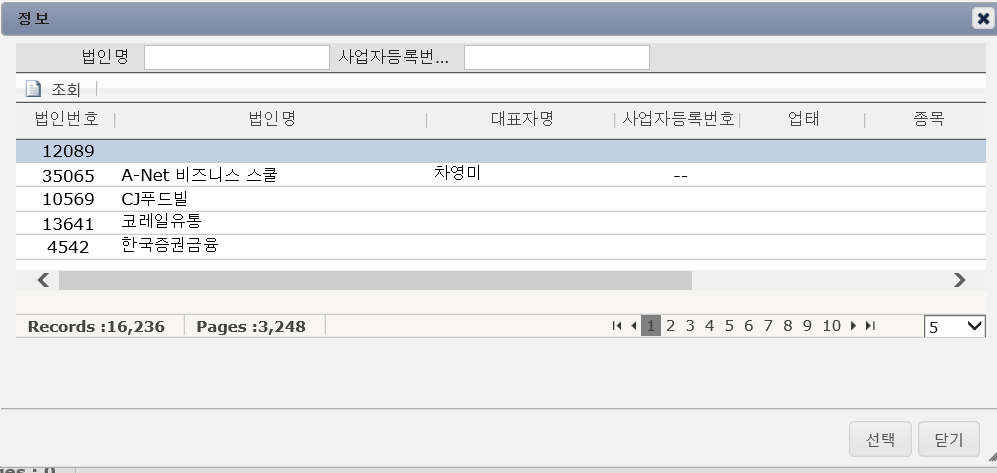 정보
법인명 사업자등록번...
조회
법인번호 법인명 대표자명 사업자등록번호 업태 종목
12089
35065 A-Net 비즈니스 스쿨 차영미 --
10569 CJ푸드빌
13641 코레일유통
4542 한국증권금융
Records :16,236 Pages :3,248 1 2 3 4 5 6 7 8 9 10 5
선택 닫기